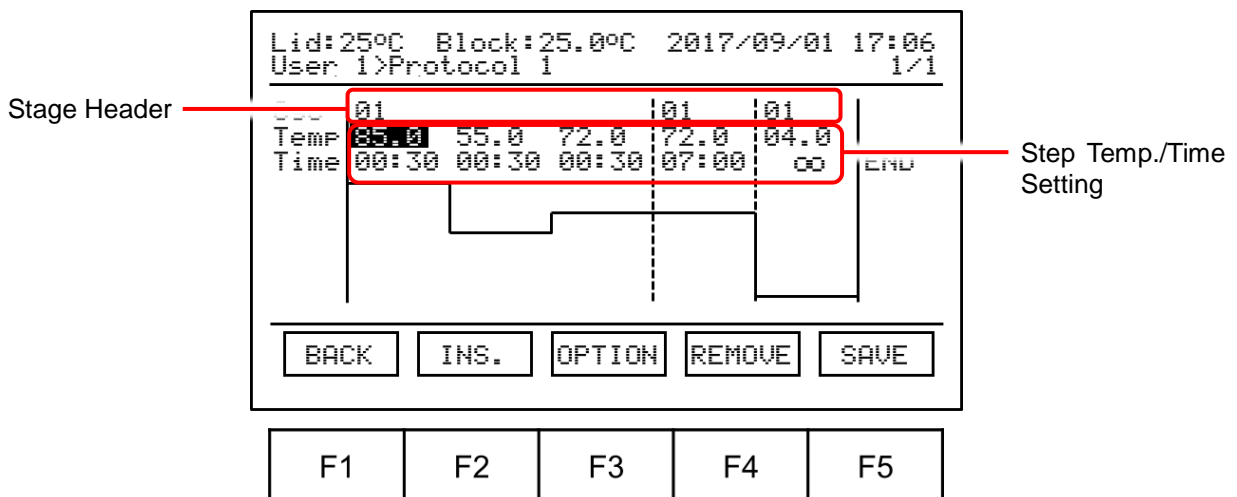 Lid:25ºC Block:25.0ºC 2017/09/01 17:06
User 1>Protocol 1 1/1
Stage Header
01 01 01
Temp 85.0 55.0 72.0 72.0 04.0
Time 00:30 00:30 00:30 07:00 ∞ END
Step Temp./Time
Setting
BACK INS. OPTION REMOVE SAVE
F1 F2 F3 F4 F5